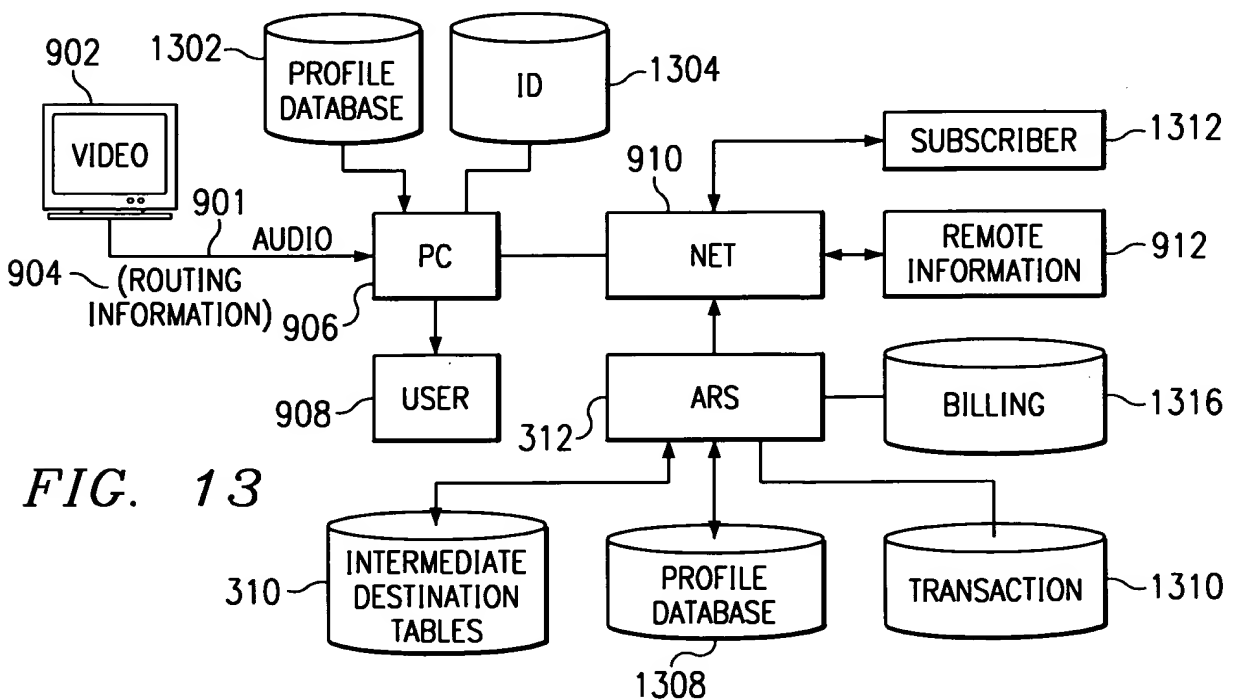 902
1302
PROFILE
DATABASE
ID
1304
VIDEO
910
SUBSCRIBER
1312
901
AUDIO
PC
NET
REMOTE
INFORMATION
912
904
(ROUTING
INFORMATION)
906
USER
908
ARS
312
BILLING
1316
FIG. 13
310
INTERMEDIATE
DESTINATION
TABLES
PROFILE
DATABASE
1308
TRANSACTION
1310